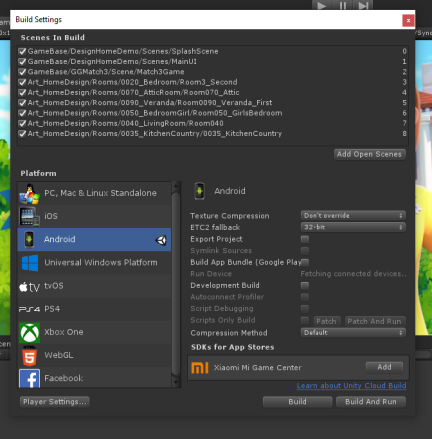 Build Settings
Scenes In Build
GameBase/DesignHomeDemo/Scenes/SplashScene 0
GameBase/DesignHomeDemo/Scenes/MainUI 1
GameBase/GGMatch3/Scene/Match3Game 2
Art_HomeDesign/Rooms/0020_Bedroom/Room3_Second 3
Art_HomeDesign/Rooms/0070_AtticRoom/Room070_Attic 4
Art_HomeDesign/Rooms/0090_Veranda/Room0090_Veranda_First 5
Art_HomeDesign/Rooms/0050_BedroomGirl/Room050_GirlsBedroom 6
Art_HomeDesign/Rooms/0040_LivingRoom/Room040 7
Art_HomeDesign/Rooms/0035_KitchenCountry/0035_KitchenCountry 8
Add Open Scenes
Platform
PC, Mac & Linux Standalone
iOS
Android
Universal Windows Platform
tv tvOS
PS4 PS4
Xbox One
WebGL
Facebook
Android
Texture Compression Don't override
ETC2 fallback 32-bit
Export Project
Symlink Sources
Build App Bundle (Google Play
Run Device Fetching connected devices..
Development Build
Autoconnect Profiler
Script Debugging
Scripts Only Build Patch Patch And Run
Compression Method Default
SDKs for App Stores
Xiaomi Mi Game Center Add
Learn about Unity Cloud Build
Player Settings... Build Build And Run